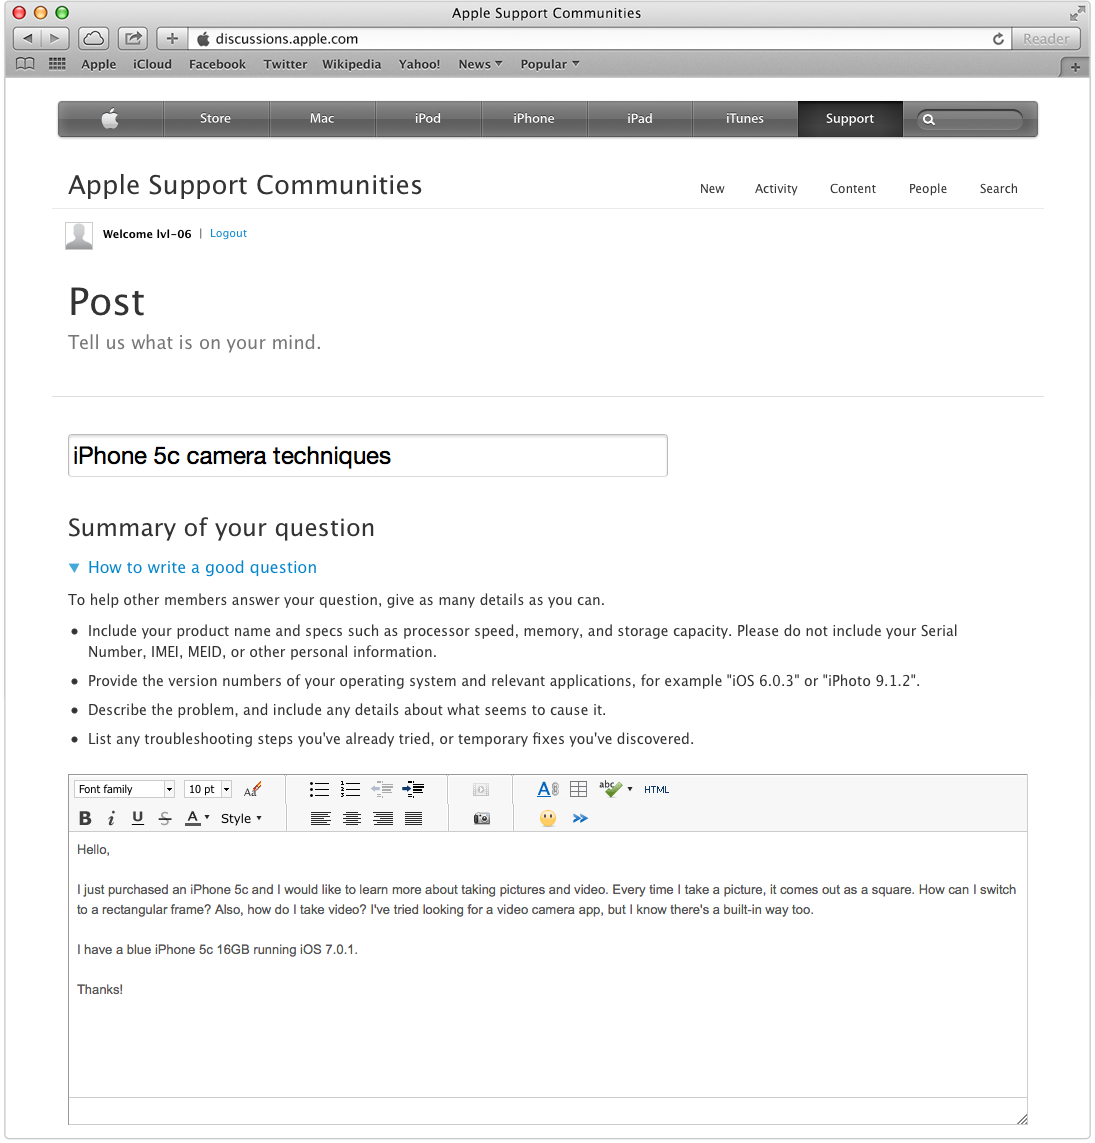 Apple Support Communities
discussions.apple.com
Reader
Apple iCloud Facebook Twitter Wikipedia Yahoo! News Popular
Store Mac iPod iPhone iPad iTunes Support
Apple Support Communities
New Activity Content People Search
Welcome lvl-06 | Logout
Post
Tell us what is on your mind.
iPhone 5c camera techniques
Summary of your question
How to write a good question
To help other members answer your question, give as many details as you can.
• Include your product name and specs such as processor speed, memory, and storage capacity. Please do not include your Serial
Number, IMEI, MEID, or other personal information.
• Provide the version numbers of your operating system and relevant applications, for example "iOS 6.0.3" or "iPhoto 9.1.2".
• Describe the problem, and include any details about what seems to cause it.
• List any troubleshooting steps you've already tried, or temporary fixes you've discovered.
Font family 10 pt Aa A abc HTML
B i U S A Style
Hello,
I just purchased an iPhone 5c and I would like to learn more about taking pictures and video. Every time I take a picture, it comes out as a square. How can I switch
to a rectangular frame? Also, how do I take video? I've tried looking for a video camera app, but I know there's a built-in way too.
I have a blue iPhone 5c 16GB running iOS 7.0.1.
Thanks!